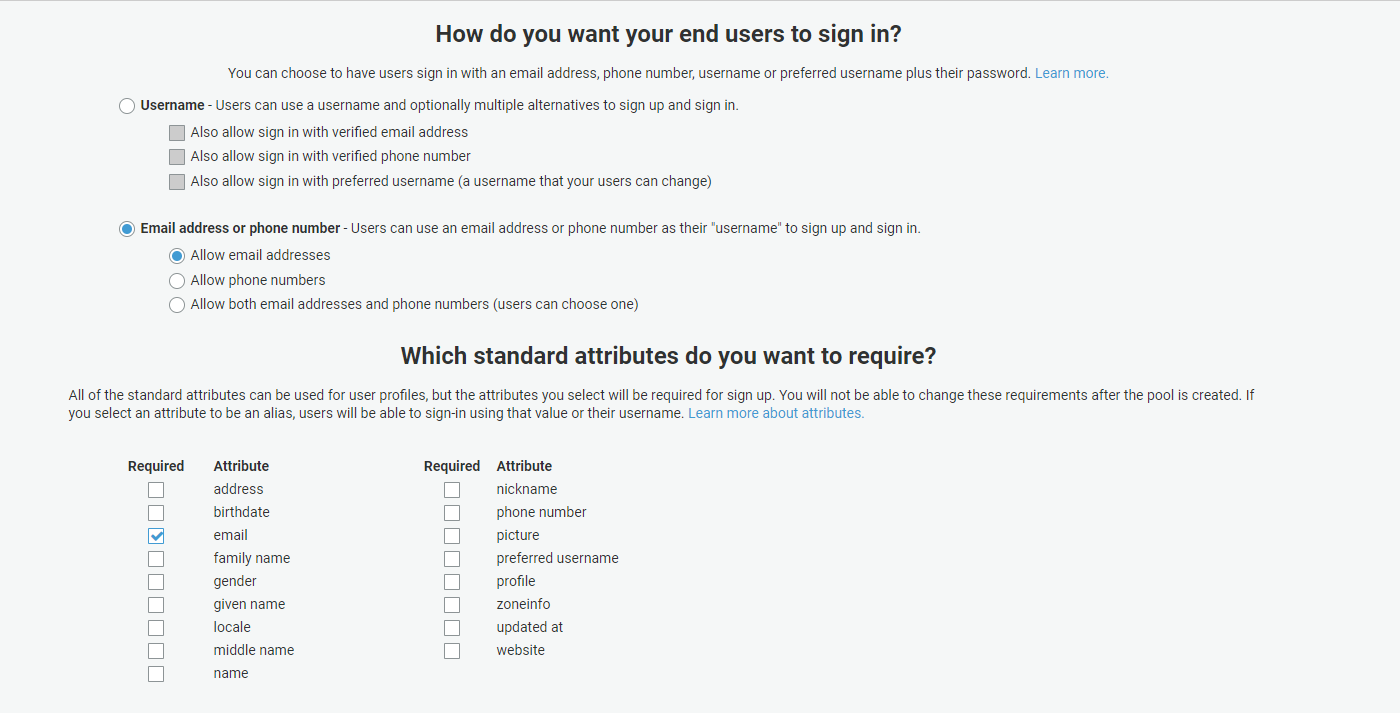 How do you want your end users to sign in?
You can choose to have users sign in with an email address, phone number, username or preferred username plus their password. Learn more.
Username - Users can use a username and optionally multiple alternatives to sign up and sign in.
Also allow sign in with verified email address
Also allow sign in with verified phone number
Also allow sign in with preferred username (a username that your users can change)
Email address or phone number - Users can use an email address or phone number as their "username" to sign up and sign in.
Allow email addresses
Allow phone numbers
Allow both email addresses and phone numbers (users can choose one)
Which standard attributes do you want to require?
All of the standard attributes can be used for user profiles, but the attributes you select will be required for sign up. You will not be able to change these requirements after the pool is created. If
you select an attribute to be an alias, users will be able to sign-in using that value or their username. Learn more about attributes.
Required Attribute
address
birthdate
email
family name
gender
given name
locale
middle name
name
Required Attribute
nickname
phone number
picture
preferred username
profile
zoneinfo
updated at
website